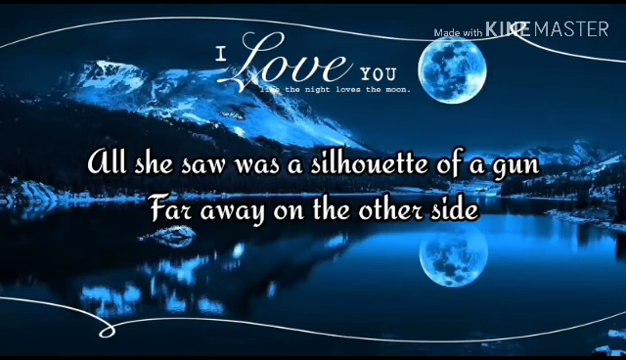 Made with KINEMASTER
I Love YOU
like the night loves the moon.
All she saw was a silhouette of a gun
Far away on the other side